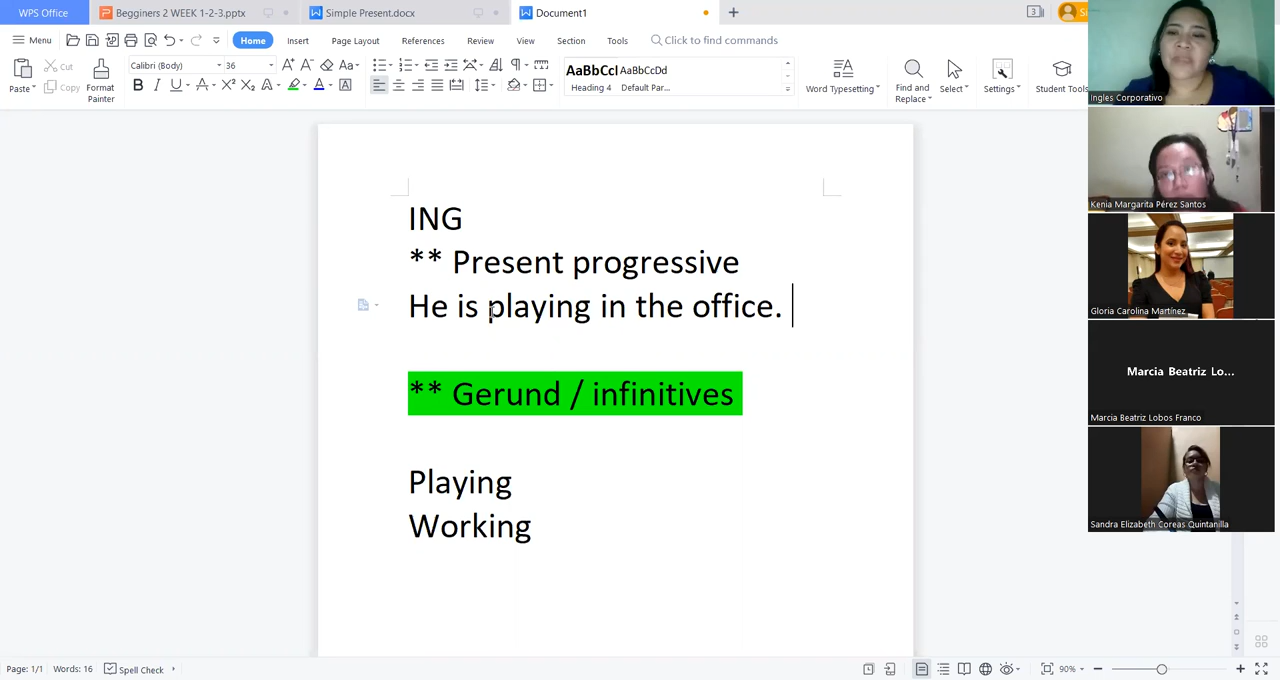 WPS Office
Begginers 2 WEEK 1-2-3.pptx
Simple Present.docx
Document1
Menu
Home
Insert
Page Layout
References
Review
View
Section
Tools
Click to find commands
Paste
Cut
Copy
Format Painter
Calibri (Body)
36
AaBbCcI
Heading 4
AaBbCcDd
Default Par...
Word Typesetting
Find and Replace
Select
Settings
Student Tools
ING
** Present progressive
He is playing in the office.
** Gerund / infinitives
Playing
Working
Ingles Corporativo
Kenia Margarita Pérez Santos
Gloria Carolina Martínez
Marcia Beatriz Lo...
Marcia Beatriz Lobos Franco
Sandra Elizabeth Coreas Quintanilla
Page: 1/1
Words: 16
Spell Check
90%